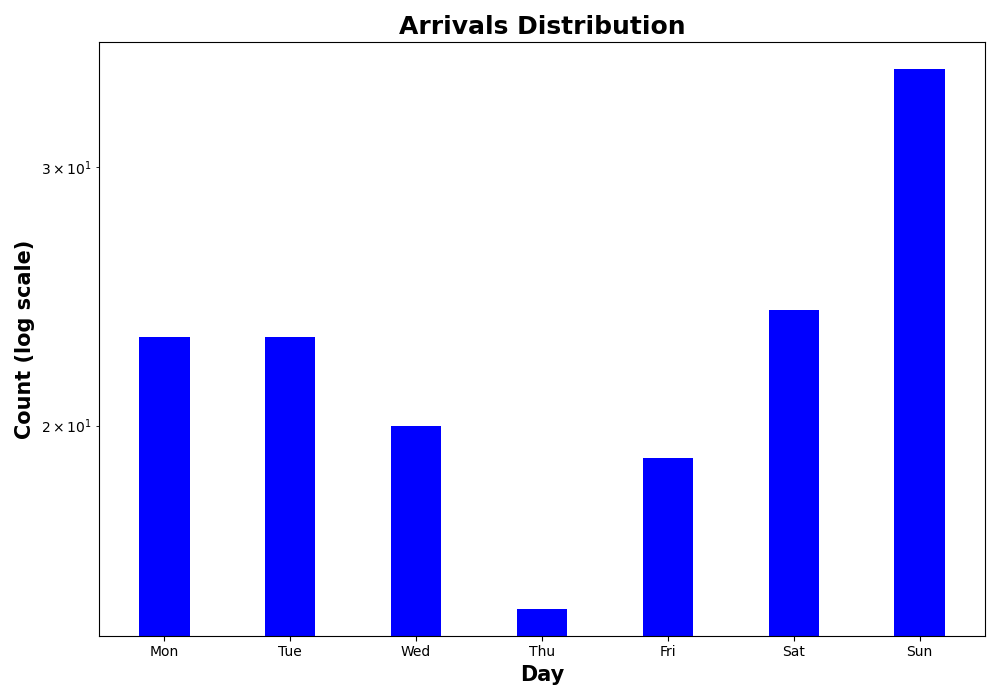 Arrivals Distribution
Count (log scale)
3 × 10¹
2 × 10¹
Mon Tue Wed Thu Fri Sat Sun
Day